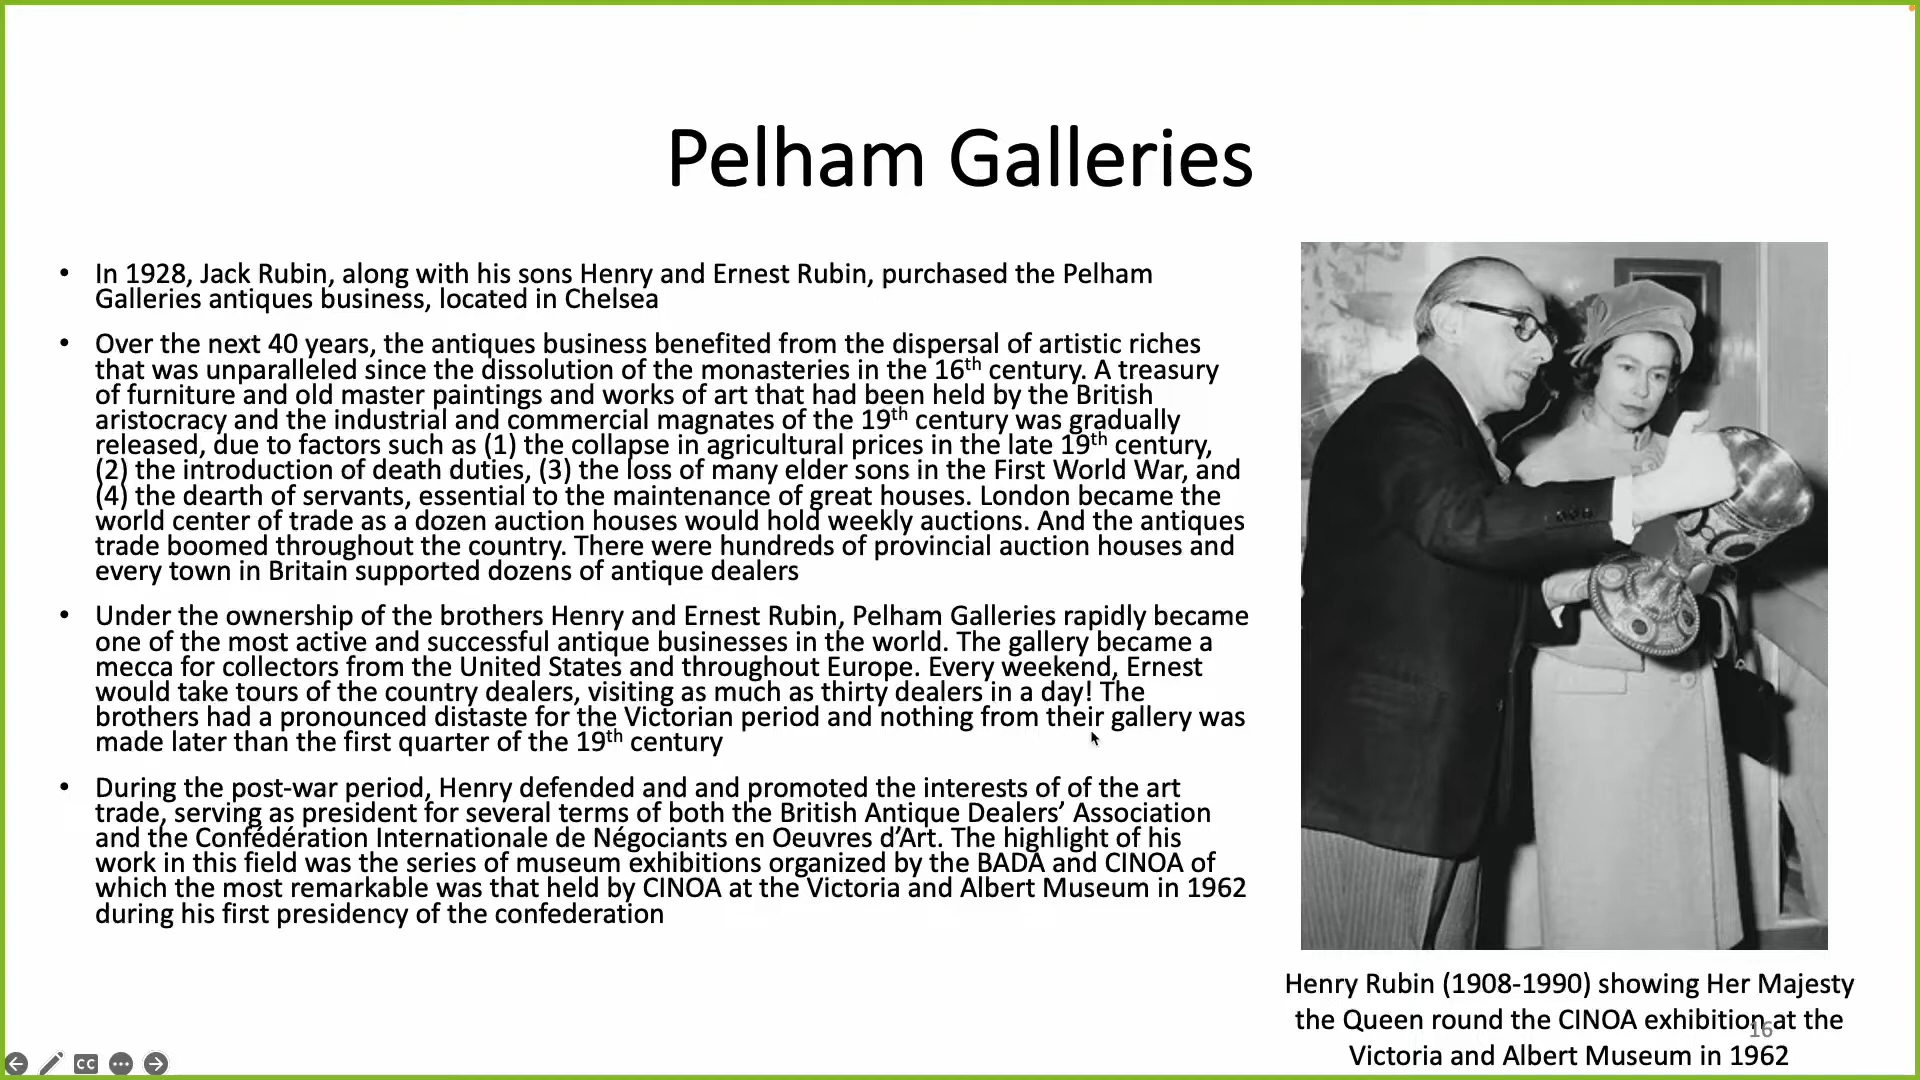 Pelham Galleries
• In 1928, Jack Rubin, along with his sons Henry and Ernest Rubin, purchased the Pelham
Galleries antiques business, located in Chelsea
• Over the next 40 years, the antiques business benefited from the dispersal of artistic riches
that was unparalleled since the dissolution of the monasteries in the 16th century. A treasury
of furniture and old master paintings and works of art that had been held by the British
aristocracy and the industrial and commercial magnates of the 19th century was gradually
released, due to factors such as (1) the collapse in agricultural prices in the late 19th century,
(2) the introduction of death duties, (3) the loss of many elder sons in the First World War, and
(4) the dearth of servants, essential to the maintenance of great houses. London became the
world center of trade as a dozen auction houses would hold weekly auctions. And the antiques
trade boomed throughout the country. There were hundreds of provincial auction houses and
every town in Britain supported dozens of antique dealers
• Under the ownership of the brothers Henry and Ernest Rubin, Pelham Galleries rapidly became
one of the most active and successful antique businesses in the world. The gallery became a
mecca for collectors from the United States and throughout Europe. Every weekend, Ernest
would take tours of the country dealers, visiting as much as thirty dealers in a day! The
brothers had a pronounced distaste for the Victorian period and nothing from their gallery was
made later than the first quarter of the 19th century
• During the post-war period, Henry defended and and promoted the interests of of the art
trade, serving as president for several terms of both the British Antique Dealers’ Association
and the Confédération Internationale de Négociants en Oeuvres d’Art. The highlight of his
work in this field was the series of museum exhibitions organized by the BADA and CINOA of
which the most remarkable was that held by CINOA at the Victoria and Albert Museum in 1962
during his first presidency of the confederation
Henry Rubin (1908-1990) showing Her Majesty
the Queen round the CINOA exhibition at the
Victoria and Albert Museum in 1962
16
CC